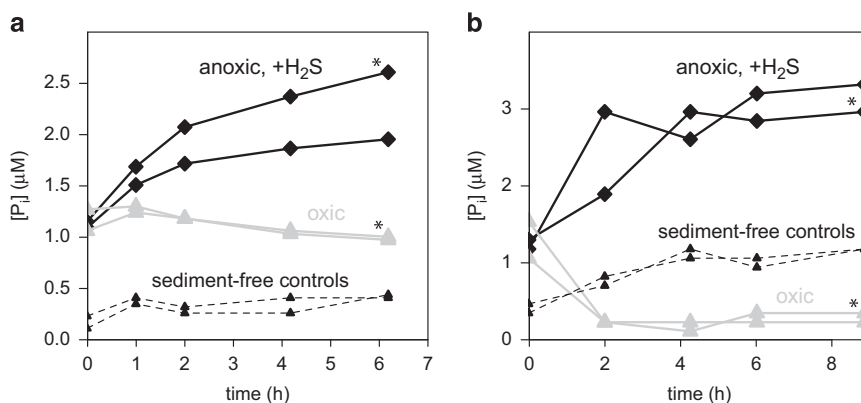 a
anoxic, +H₂S
*
oxic
*
sediment-free controls
[Pᵢ] (μM)
2.5
2.0
1.5
1.0
0.5
0.0
0 1 2 3 4 5 6 7
time (h)
b
anoxic, +H₂S
*
sediment-free controls
oxic
*
[Pᵢ] (μM)
3
2
1
0
0 2 4 6 8
time (h)